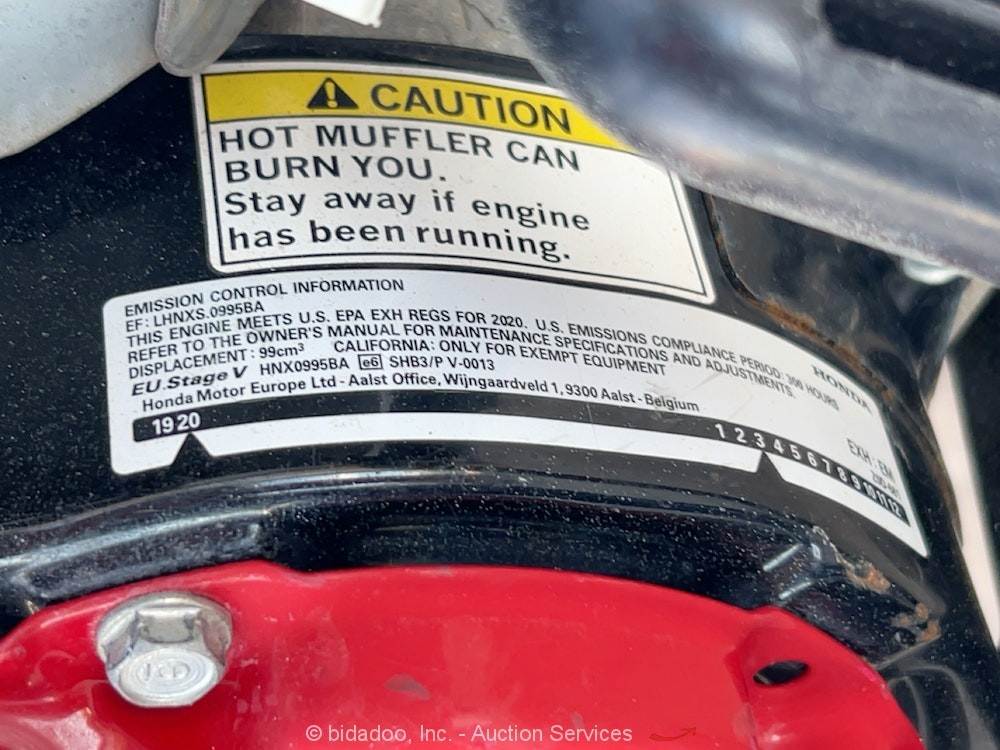 CAUTION
HOT MUFFLER CAN
BURN YOU.
Stay away if engine
has been running.
EMISSION CONTROL INFORMATION
EF: LHNXS.0995BA
THIS ENGINE MEETS U.S. EPA EXH REGS FOR 2020. U.S. EMISSIONS COMPLIANCE PERIOD: 300 HOURS
REFER TO THE OWNER'S MANUAL FOR MAINTENANCE SPECIFICATIONS AND ADJUSTMENTS.
DISPLACEMENT : 99cm³ CALIFORNIA: ONLY FOR EXEMPT EQUIPMENT
EU.Stage V HNX0995BA e6 SHB3/P V-0013
Honda Motor Europe Ltd - Aalst Office, Wijngaardveld 1, 9300 Aalst - Belgium
HONDA
EXH : EM
19 20
1 2 3 4 5 6 7 8 9 10 11 12
© bidadoo, Inc. - Auction Services